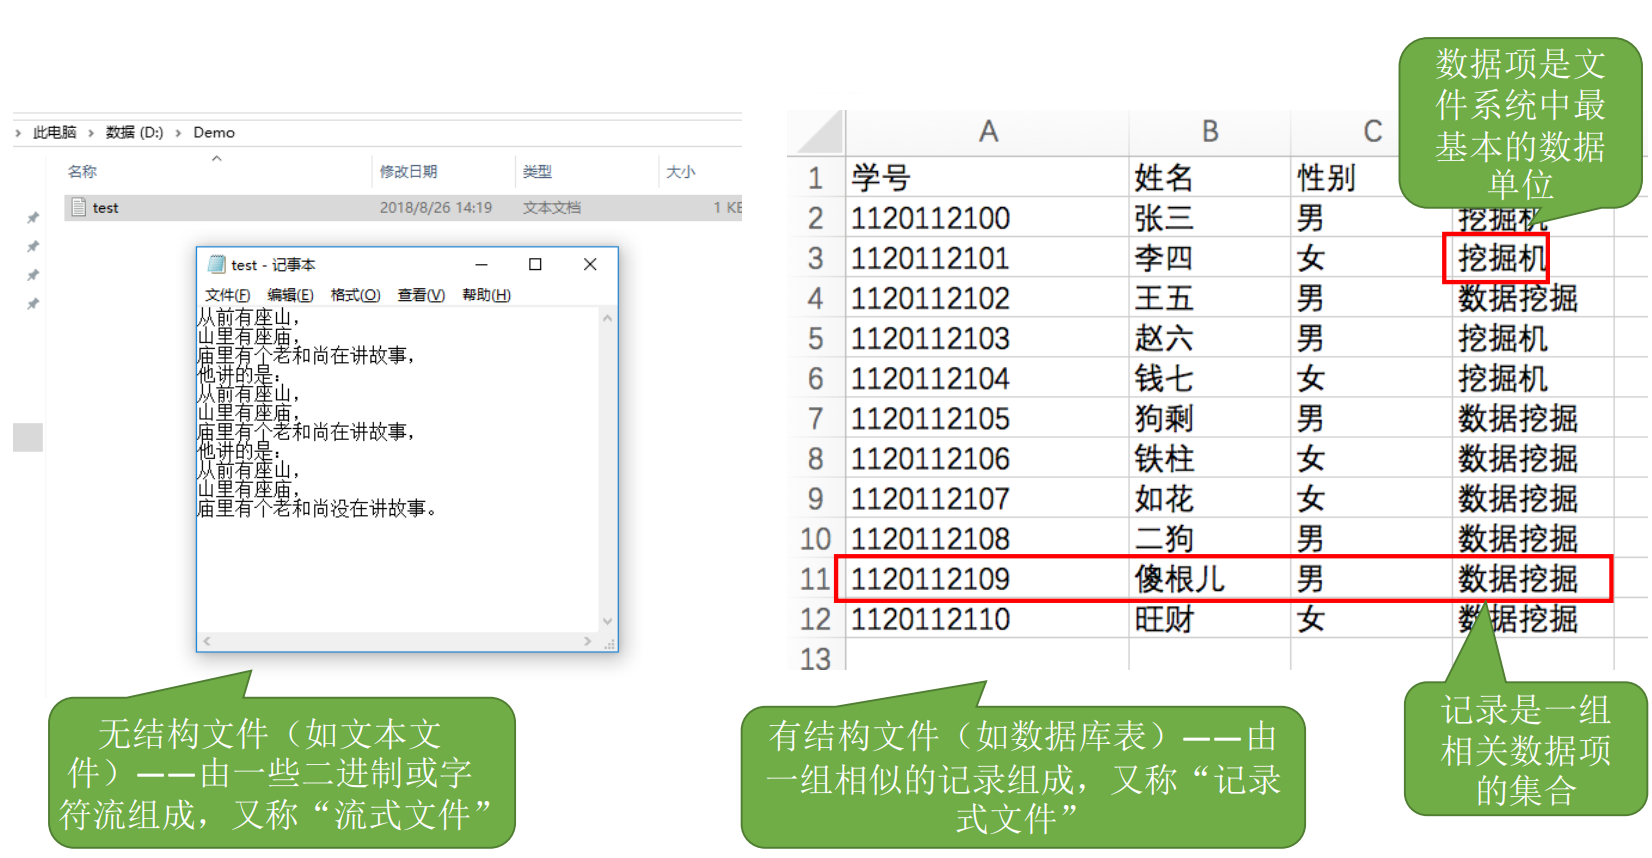 此电脑 › 数据 (D:) › Demo
名称 修改日期 类型 大小
test 2018/8/26 14:19 文本文档 1 KB
test - 记事本
文件(F) 编辑(E) 格式(O) 查看(V) 帮助(H)
从前有座山，
山里有座庙，
庙里有个老和尚在讲故事，
他讲的是：
从前有座山，
山里有座庙，
庙里有个老和尚在讲故事，
他讲的是：
从前有座山，
山里有座庙，
庙里有个老和尚没在讲故事。
无结构文件（如文本文
件）——由一些二进制或字
符流组成，又称“流式文件”
A B C
1 学号 姓名 性别
2 1120112100 张三 男 挖掘机
3 1120112101 李四 女 挖掘机
4 1120112102 王五 男 数据挖掘
5 1120112103 赵六 男 挖掘机
6 1120112104 钱七 女 挖掘机
7 1120112105 狗剩 男 数据挖掘
8 1120112106 铁柱 女 数据挖掘
9 1120112107 如花 女 数据挖掘
10 1120112108 二狗 男 数据挖掘
11 1120112109 傻根儿 男 数据挖掘
12 1120112110 旺财 女 数据挖掘
13
数据项是文
件系统中最
基本的数据
单位
有结构文件（如数据库表）——由
一组相似的记录组成，又称“记录
式文件”
记录是一组
相关数据项
的集合